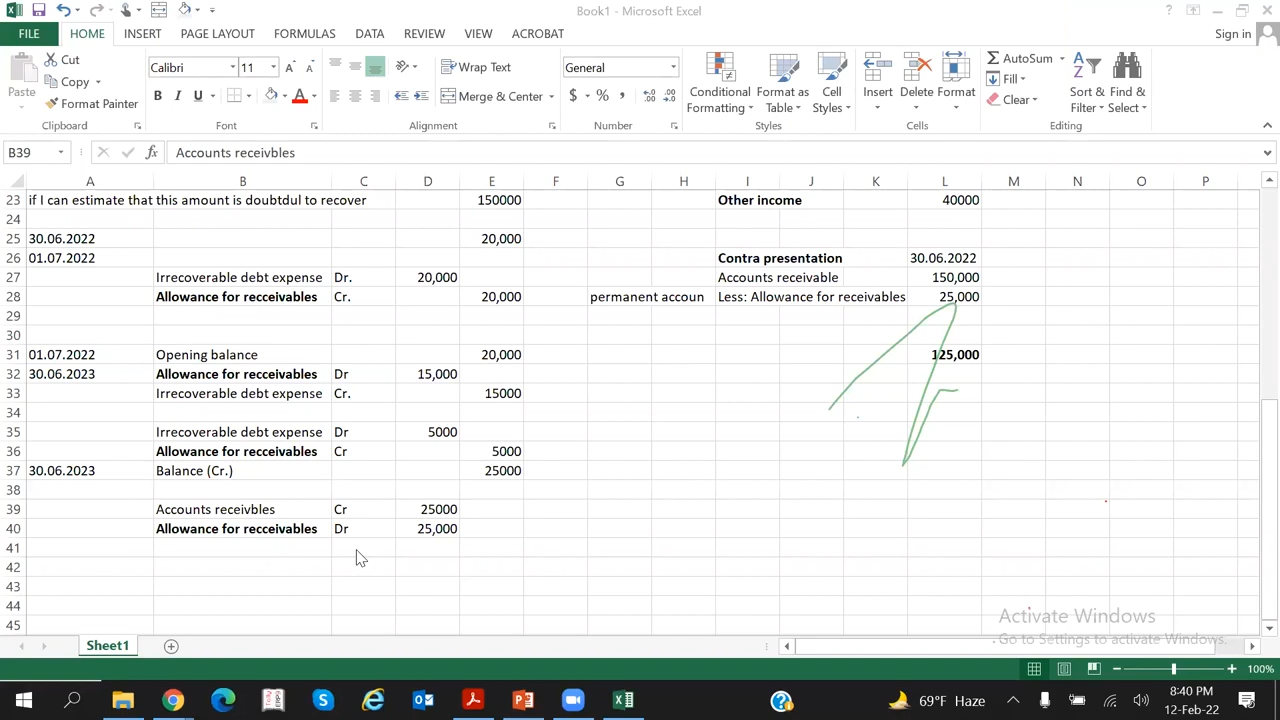 Book1 - Microsoft Excel
Sign in
FILE HOME INSERT PAGE LAYOUT FORMULAS DATA REVIEW VIEW ACROBAT
Cut
Copy
Format Painter
Paste
Clipboard
Calibri 11
B I U
Font
Wrap Text
Merge & Center
Alignment
General
$ % ,
Number
Conditional Formatting
Format as Table
Cell Styles
Styles
Insert Delete Format
Cells
AutoSum
Fill
Clear
Sort & Filter
Find & Select
Editing
B39 fx Accounts receivbles
A B C D E F G H I J K L M N O P
23 if I can estimate that this amount is doubtdul to recover 150000 Other income 40000
24
25 30.06.2022 20,000
26 01.07.2022 Contra presentation 30.06.2022
27 Irrecoverable debt expense Dr. 20,000 Accounts receivable 150,000
28 Allowance for recceivables Cr. 20,000 permanent accoun Less: Allowance for receivables 25,000
29
30
31 01.07.2022 Opening balance 20,000 125,000
32 30.06.2023 Allowance for recceivables Dr 15,000
33 Irrecoverable debt expense Cr. 15000
34
35 Irrecoverable debt expense Dr 5000
36 Allowance for recceivables Cr 5000
37 30.06.2023 Balance (Cr.) 25000
38
39 Accounts receivbles Cr 25000
40 Allowance for recceivables Dr 25,000
41
42
43
44
45
Activate Windows
Go to Settings to activate Windows.
Sheet1
100%
69°F Haze
8:40 PM
12-Feb-22